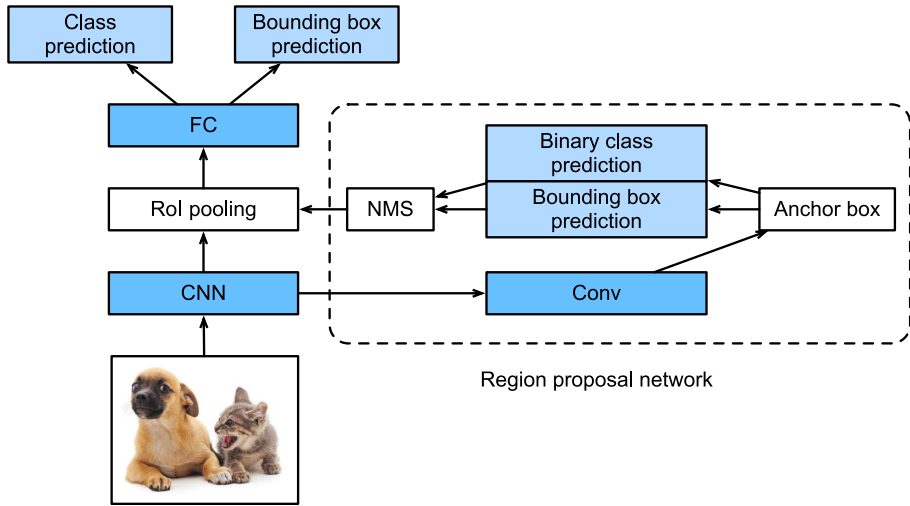 Class
prediction
Bounding box
prediction
FC
Binary class
prediction
RoI pooling
NMS
Bounding box
prediction
Anchor box
CNN
Conv
Region proposal network